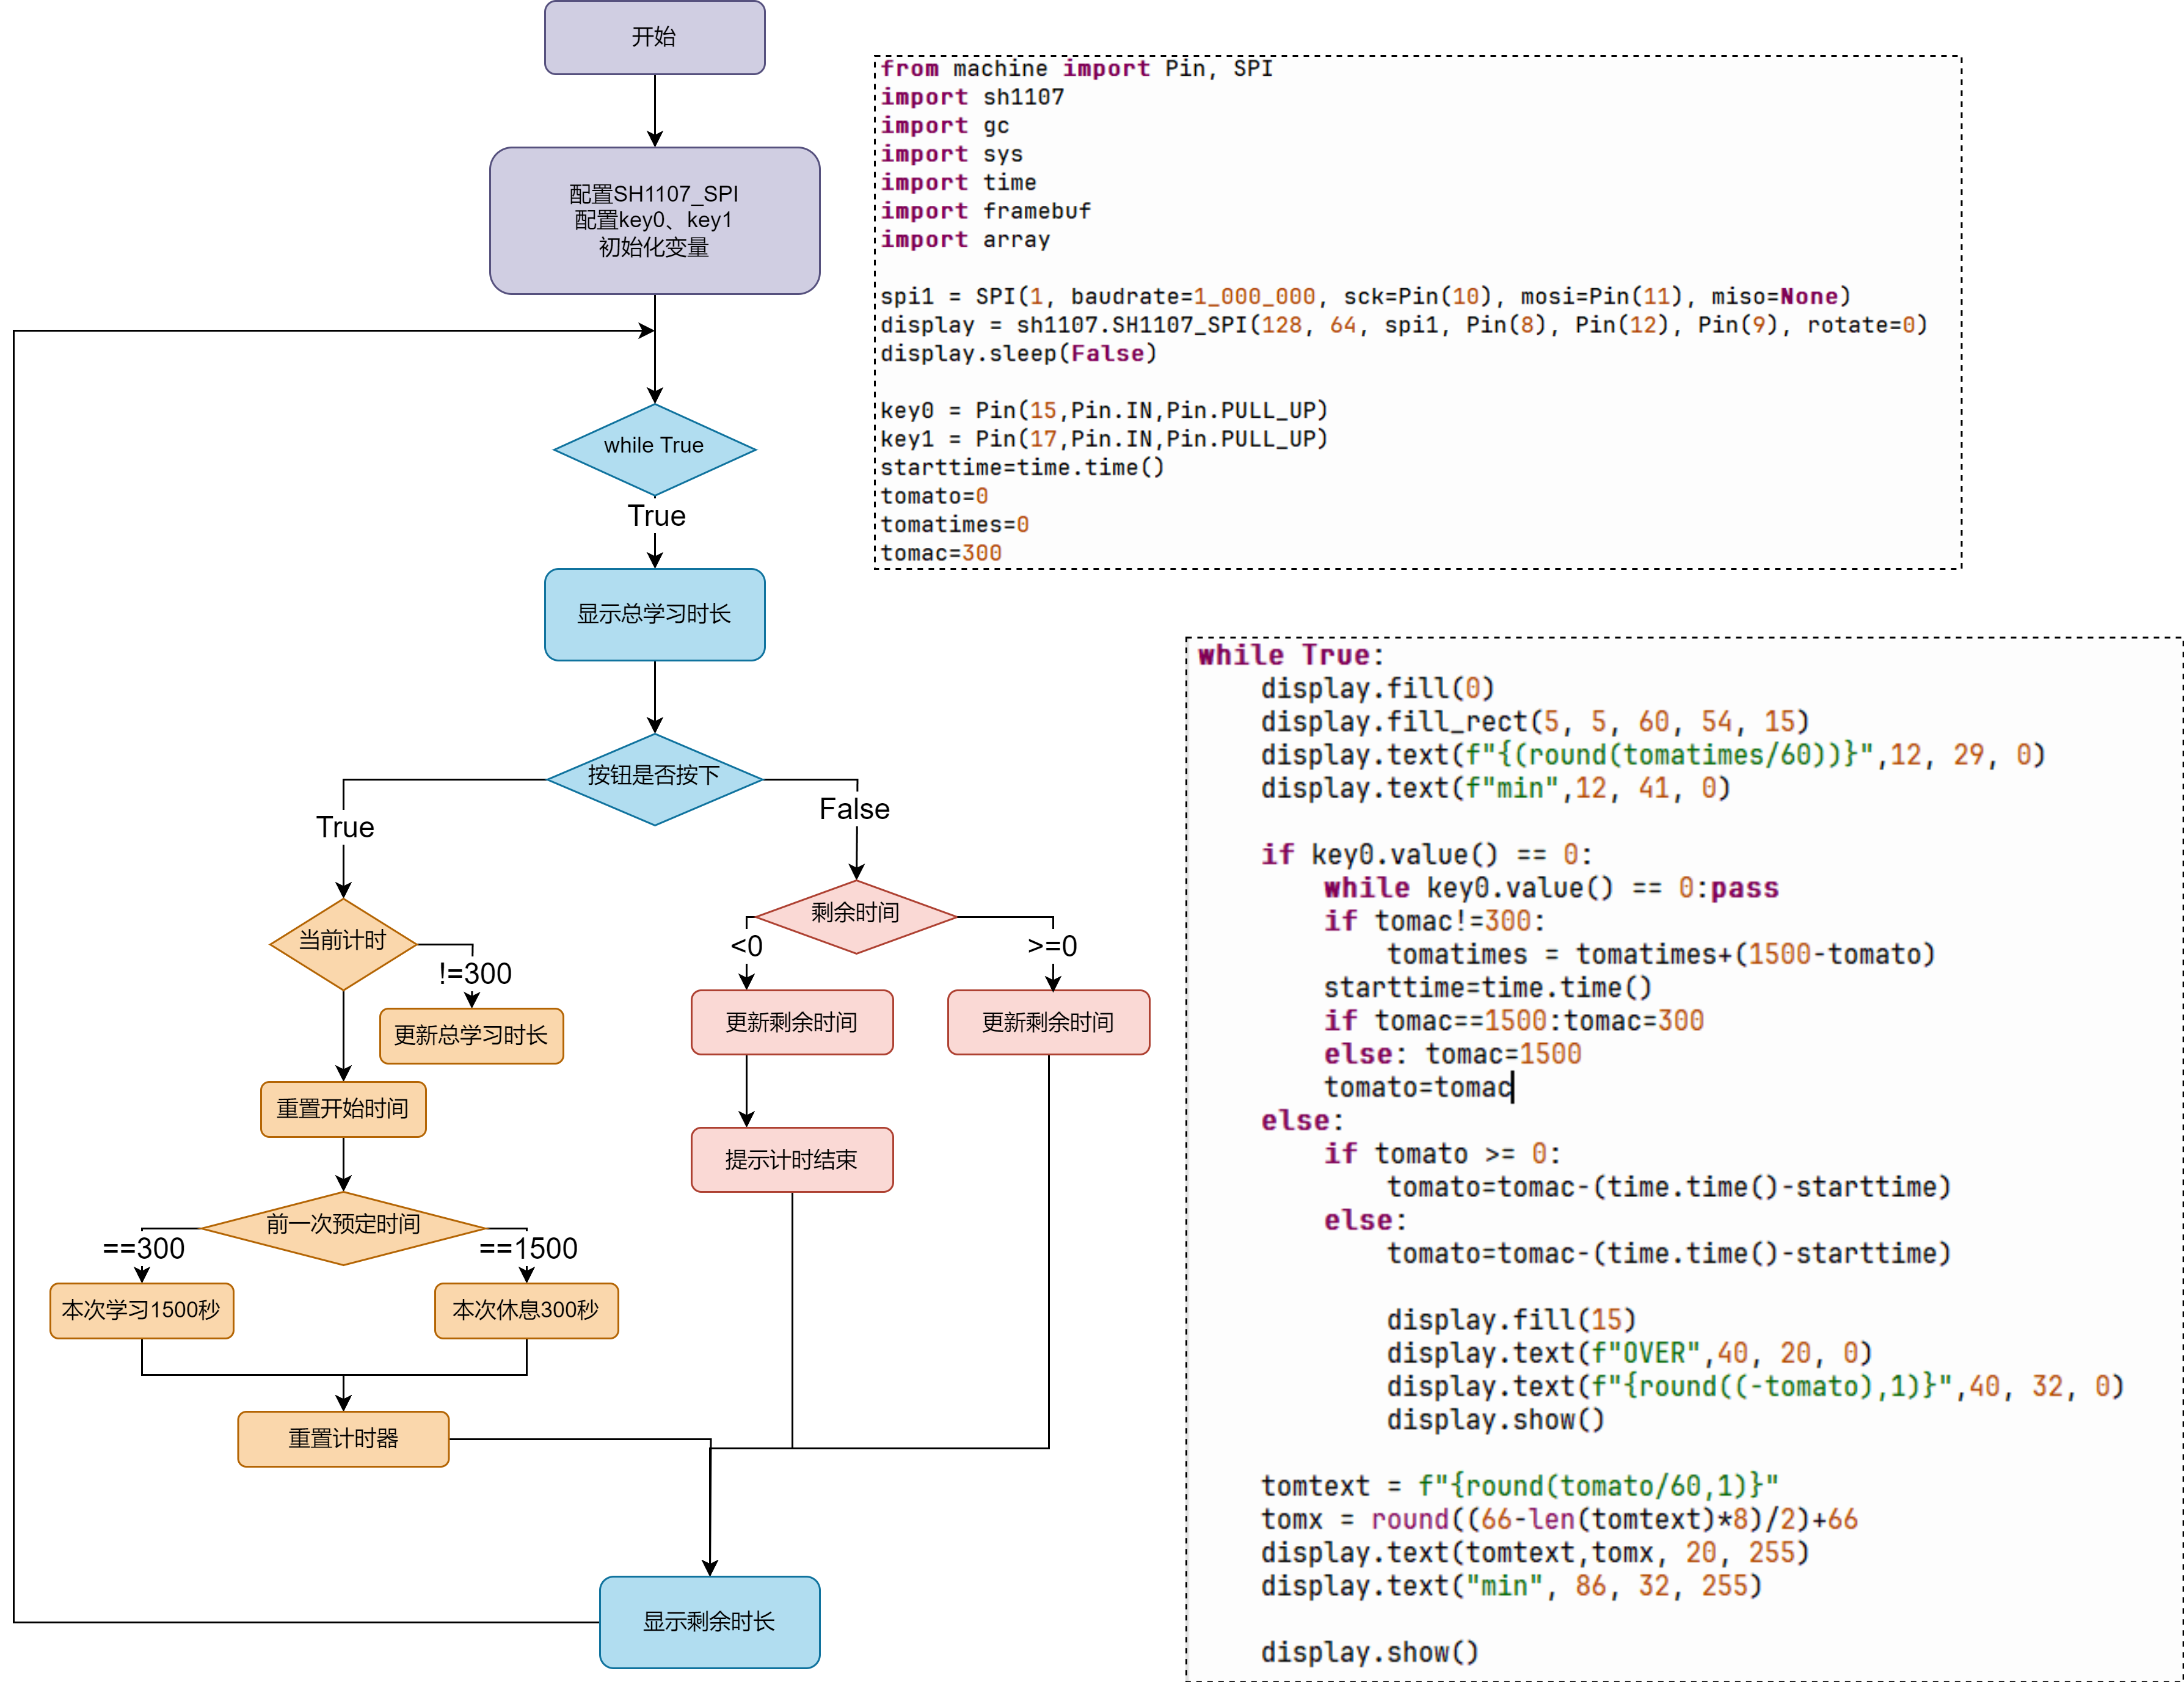 开始
配置SH1107_SPI
配置key0、key1
初始化变量
while True
True
显示总学习时长
按钮是否按下
True
False
当前计时
!=300
更新总学习时长
重置开始时间
前一次预定时间
==300
==1500
本次学习1500秒
本次休息300秒
重置计时器
剩余时间
<0
>=0
更新剩余时间
更新剩余时间
提示计时结束
显示剩余时长
from machine import Pin, SPI
import sh1107
import gc
import sys
import time
import framebuf
import array
spi1 = SPI(1, baudrate=1_000_000, sck=Pin(10), mosi=Pin(11), miso=None)
display = sh1107.SH1107_SPI(128, 64, spi1, Pin(8), Pin(12), Pin(9), rotate=0)
display.sleep(False)
key0 = Pin(15,Pin.IN,Pin.PULL_UP)
key1 = Pin(17,Pin.IN,Pin.PULL_UP)
starttime=time.time()
tomato=0
tomatimes=0
tomac=300
while True:
    display.fill(0)
    display.fill_rect(5, 5, 60, 54, 15)
    display.text(f"{(round(tomatimes/60))}",12, 29, 0)
    display.text(f"min",12, 41, 0)
    if key0.value() == 0:
        while key0.value() == 0:pass
        if tomac!=300:
            tomatimes = tomatimes+(1500-tomato)
        starttime=time.time()
        if tomac==1500:tomac=300
        else: tomac=1500
        tomato=tomac
    else:
        if tomato >= 0:
            tomato=tomac-(time.time()-starttime)
        else:
            tomato=tomac-(time.time()-starttime)
            display.fill(15)
            display.text(f"OVER",40, 20, 0)
            display.text(f"{round((-tomato),1)}",40, 32, 0)
            display.show()
    tomtext = f"{round(tomato/60,1)}"
    tomx = round((66-len(tomtext)*8)/2)+66
    display.text(tomtext,tomx, 20, 255)
    display.text("min", 86, 32, 255)
    display.show()